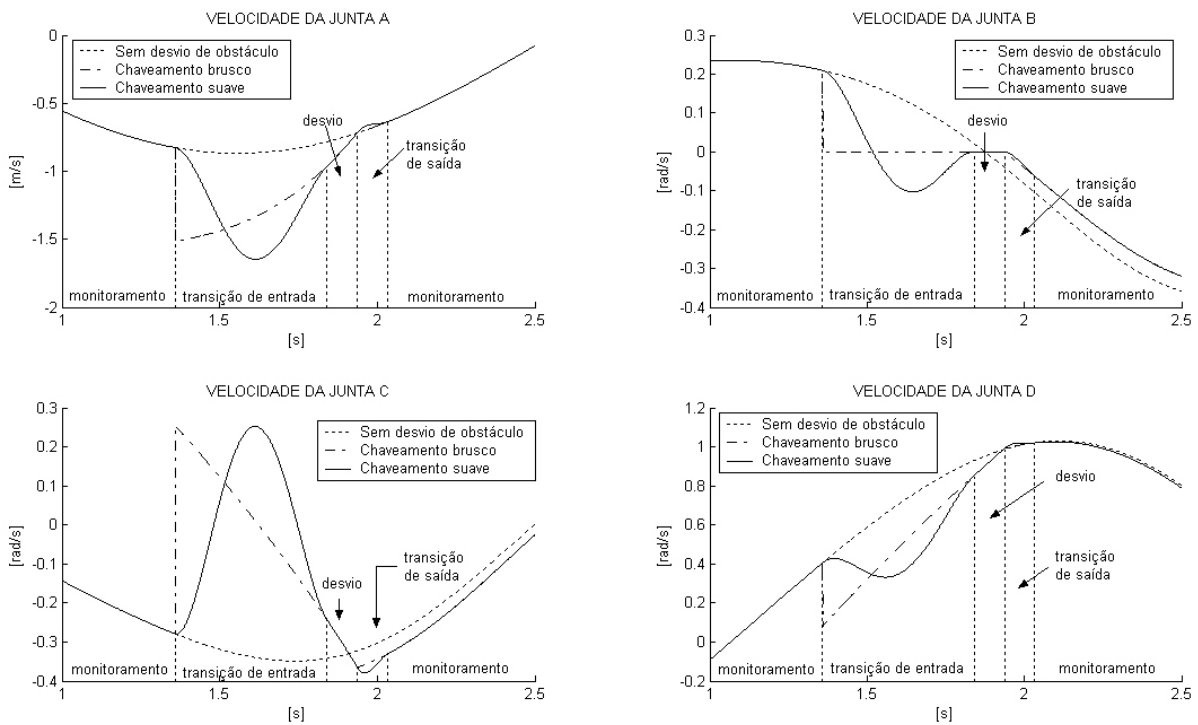 VELOCIDADE DA JUNTA A
0
-0.5
-1
-1.5
-2
[m/s]
Sem desvio de obstáculo
Chaveamento brusco
Chaveamento suave
desvio
transição
de saída
monitoramento
transição de entrada
monitoramento
1
1.5
2
2.5
[s]
VELOCIDADE DA JUNTA B
0.3
0.2
0.1
0
-0.1
-0.2
-0.3
-0.4
[rad/s]
Sem desvio de obstáculo
Chaveamento brusco
Chaveamento suave
desvio
transição
de saída
monitoramento
transição de entrada
monitoramento
1
1.5
2
2.5
[s]
VELOCIDADE DA JUNTA C
0.3
0.2
0.1
0
-0.1
-0.2
-0.3
-0.4
[rad/s]
Sem desvio de obstáculo
Chaveamento brusco
Chaveamento suave
transição
de saída
desvio
monitoramento
transição de entrada
monitoramento
1
1.5
2
2.5
[s]
VELOCIDADE DA JUNTA D
1.2
1
0.8
0.6
0.4
0.2
0
-0.2
[rad/s]
Sem desvio de obstáculo
Chaveamento brusco
Chaveamento suave
desvio
transição
de saída
monitoramento
transição de entrada
monitoramento
1
1.5
2
2.5
[s]